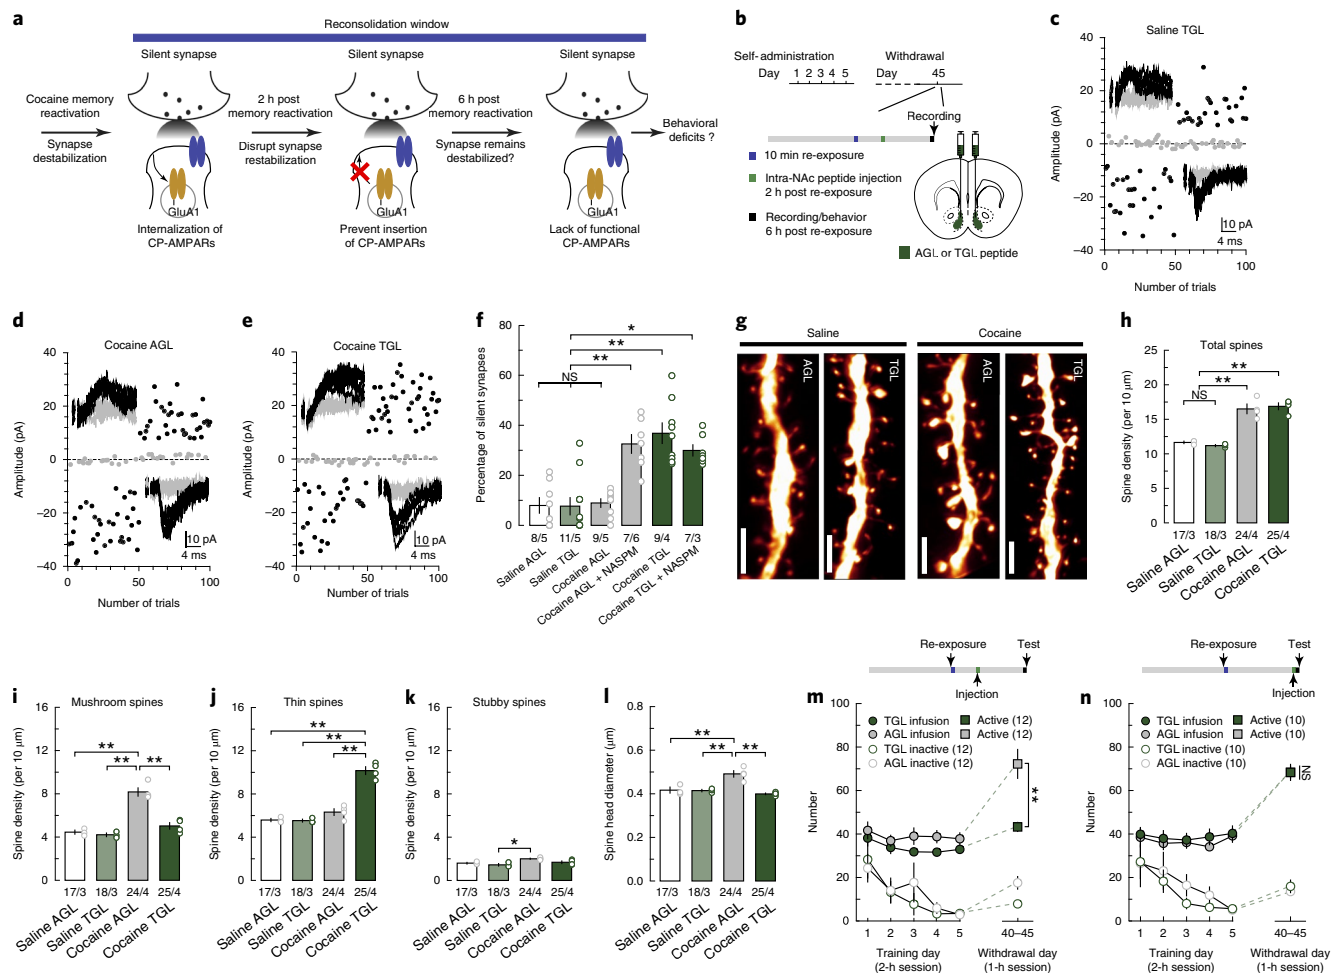 a
Reconsolidation window
Silent synapse
Silent synapse
Silent synapse
Cocaine memory
reactivation
Synapse
destabilization
2 h post
memory reactivation
Disrupt synapse
restabilization
6 h post
memory reactivation
Synapse remains
destabilized?
Behavioral
deficits ?
GluA1
GluA1
Internalization of
CP-AMPARs
Prevent insertion
of CP-AMPARs
Lack of functional
CP-AMPARs
b
Self-administration
Day 1 2 3 4 5
Withdrawal
Day 45
Recording
10 min re-exposure
Intra-NAc peptide injection
2 h post re-exposure
Recording/behavior
6 h post re-exposure
AGL or TGL peptide
c
Saline TGL
Amplitude (pA)
40
20
0
−20
−40
10 pA
4 ms
0 50 100
Number of trials
d
Cocaine AGL
Amplitude (pA)
40
20
0
−20
−40
10 pA
4 ms
0 50 100
Number of trials
e
Cocaine TGL
Amplitude (pA)
40
20
0
−20
−40
10 pA
4 ms
0 50 100
Number of trials
f
Percentage of silent synapses
80
60
40
20
0
*
**
**
NS
8/5 11/5 9/5 7/6 9/4 7/3
Saline AGL
Saline TGL
Cocaine AGL
Cocaine AGL + NASPM
Cocaine TGL
Cocaine TGL + NASPM
g
Saline
Cocaine
AGL
TGL
AGL
TGL
h
Total spines
Spine density (per 10 μm)
25
20
15
10
5
0
**
**
NS
17/3 18/3 24/4 25/4
Saline AGL
Saline TGL
Cocaine AGL
Cocaine TGL
i
Mushroom spines
Spine density (per 10 μm)
16
12
8
4
0
**
** **
17/3 18/3 24/4 25/4
Saline AGL
Saline TGL
Cocaine AGL
Cocaine TGL
j
Thin spines
Spine density (per 10 μm)
16
12
8
4
0
**
**
**
17/3 18/3 24/4 25/4
Saline AGL
Saline TGL
Cocaine AGL
Cocaine TGL
k
Stubby spines
Spine density (per 10 μm)
16
12
8
4
0
*
17/3 18/3 24/4 25/4
Saline AGL
Saline TGL
Cocaine AGL
Cocaine TGL
l
Spine head diameter (μm)
0.8
0.6
0.4
0.2
0.0
**
** **
17/3 18/3 24/4 25/4
Saline AGL
Saline TGL
Cocaine AGL
Cocaine TGL
Re-exposure
Test
Injection
m
Number
100
80
60
40
20
0
TGL infusion
AGL infusion
TGL inactive (12)
AGL inactive (12)
Active (12)
Active (12)
**
1 2 3 4 5 40–45
Training day
(2-h session)
Withdrawal day
(1-h session)
Re-exposure
Test
Injection
n
Number
100
80
60
40
20
0
TGL infusion
AGL infusion
TGL inactive (10)
AGL inactive (10)
Active (10)
Active (10)
NS
1 2 3 4 5 40–45
Training day
(2-h session)
Withdrawal day
(1-h session)